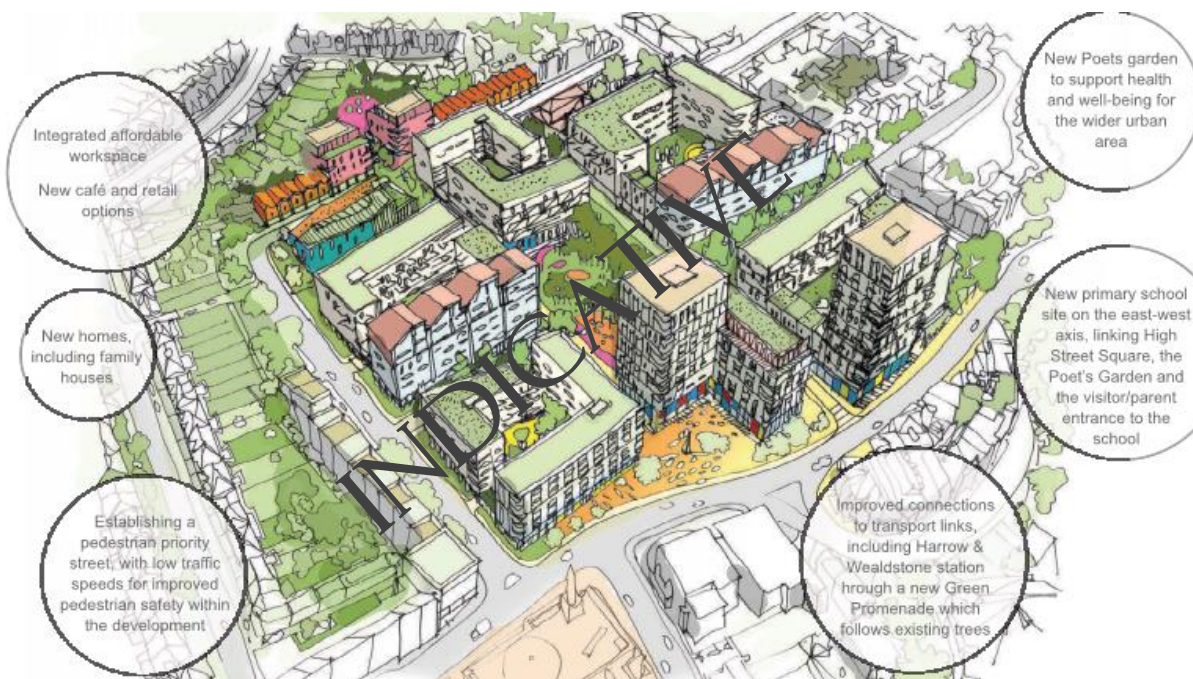 Integrated affordable
workspace
New café and retail
options
New homes,
including family
houses
Establishing a
pedestrian priority
street, with low traffic
speeds for improved
pedestrian safety within
the development
INDICATIVE
New Poets garden
to support health
and well-being for
the wider urban
area
New primary school
site on the east-west
axis, linking High
Street Square, the
Poet's Garden and
the visitor/parent
entrance to the
school
Improved connections
to transport links,
including Harrow &
Wealdstone station
hrough a new Green
Promenade which
follows existing trees